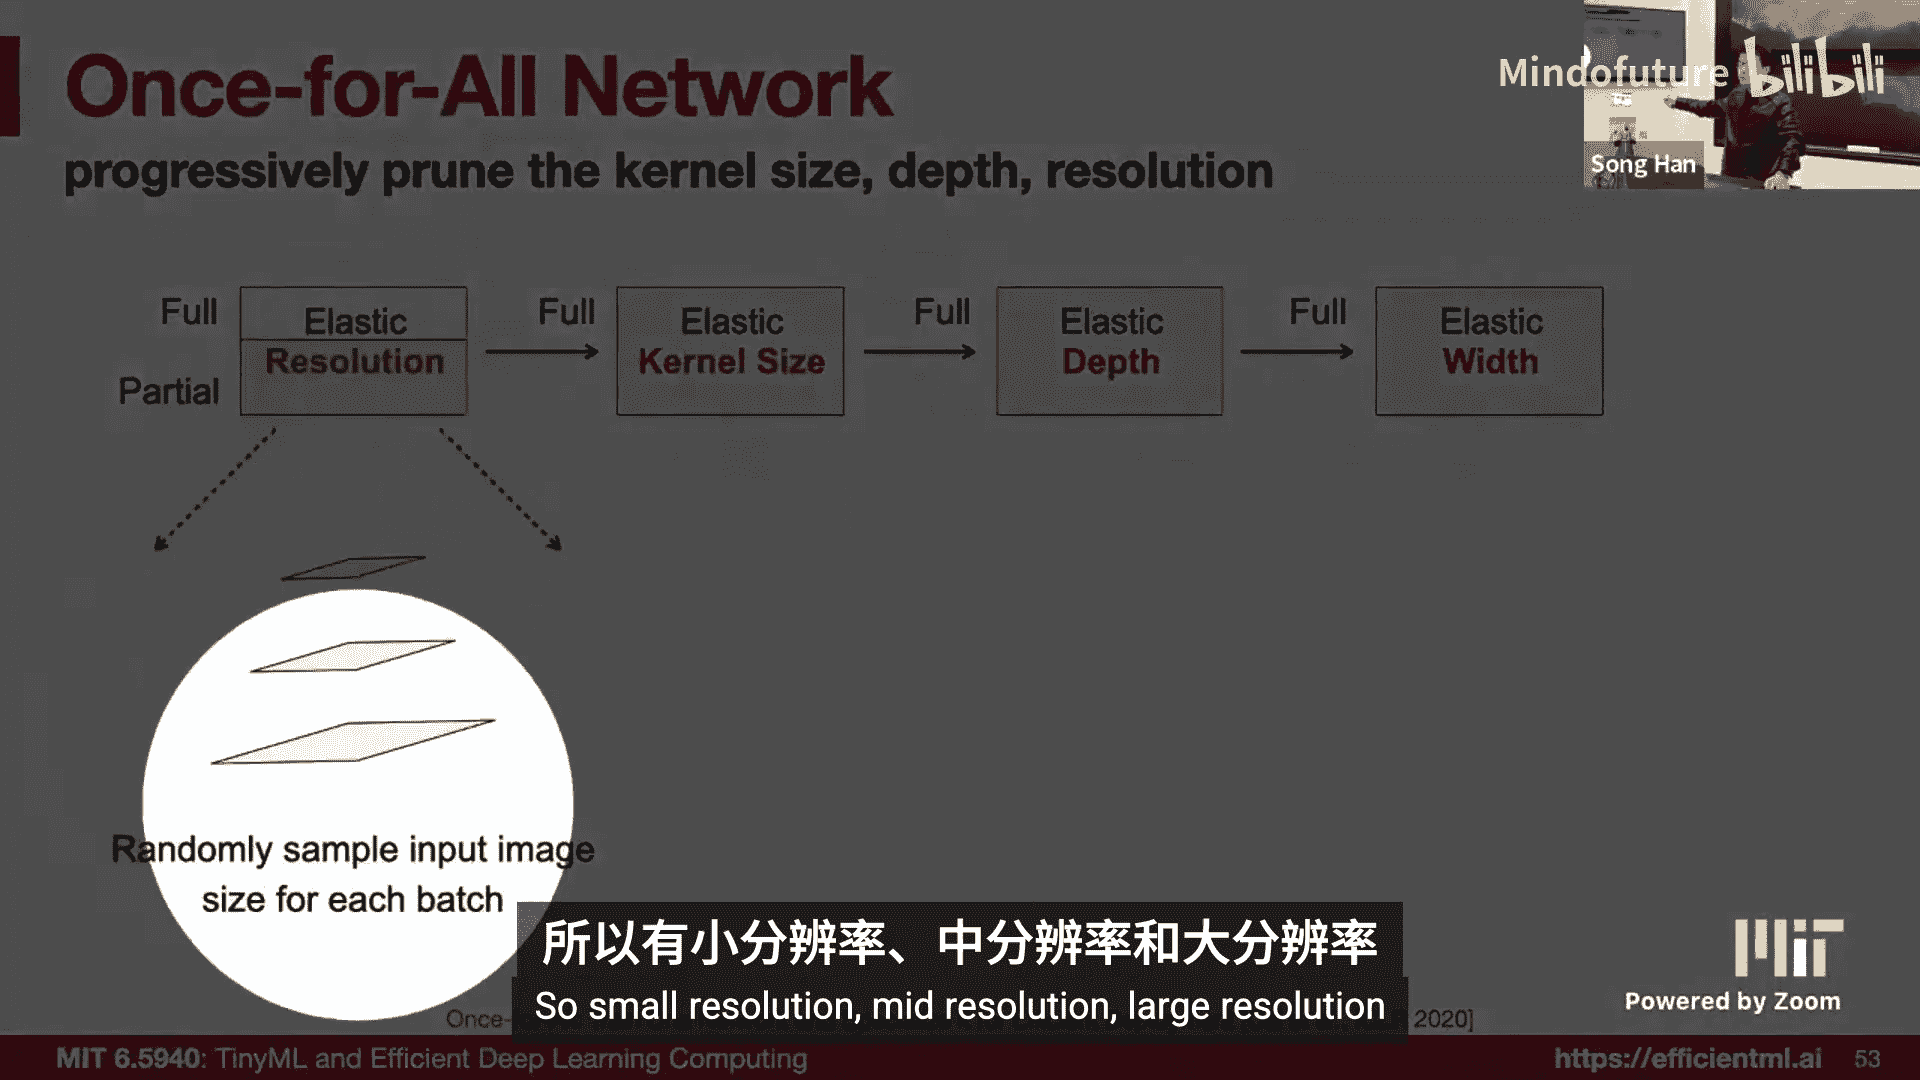 Once-for-All Network
progressively prune the kernel size, depth, resolution
Mindofuture bilibili
Song Han
Full
Elastic
Resolution
Partial
Full
Elastic
Kernel Size
Full
Elastic
Depth
Full
Elastic
Width
Randomly sample input image
size for each batch
所以有小分辨率、中分辨率和大分辨率
So small resolution, mid resolution, large resolution
Once-
2020]
MIT
Powered by Zoom
MIT 6.5940: TinyML and Efficient Deep Learning Computing
https://efficientml.ai
53